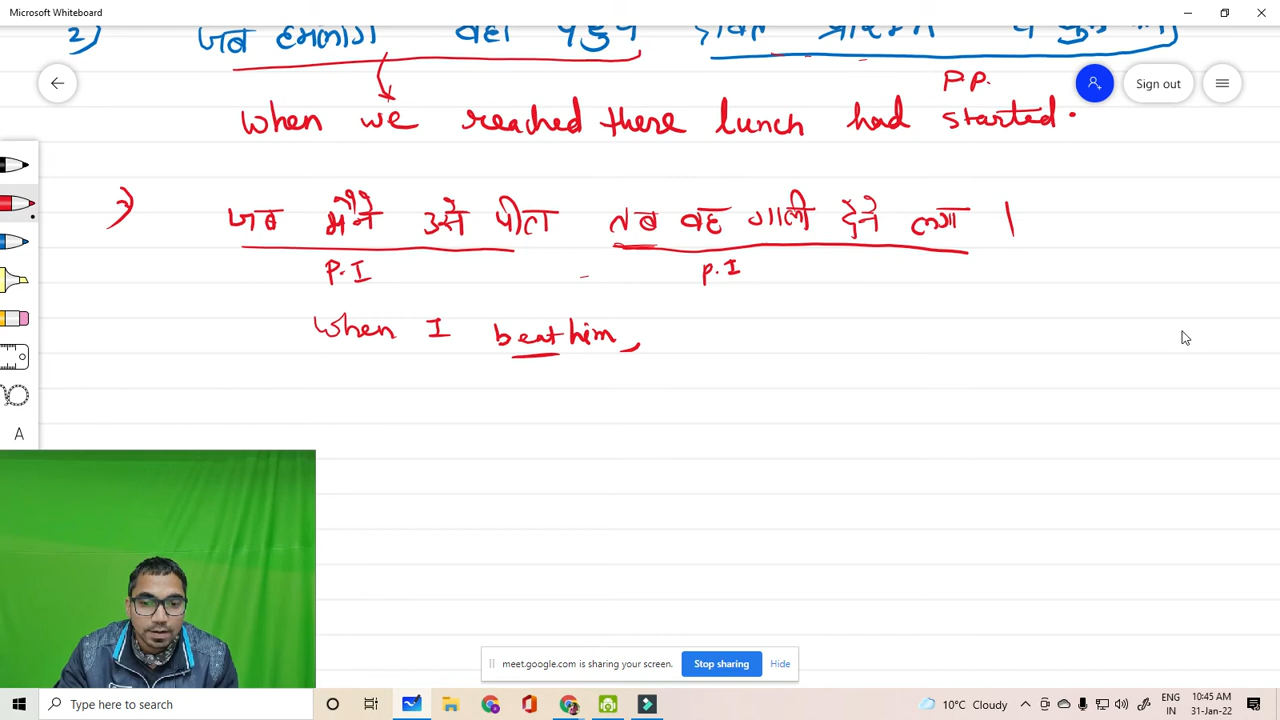 Microsoft Whiteboard
2) जब हमलोग वहाँ पहुँचे
Sign out
P.P.
when we reached there lunch had started.
जब मैंने उसे पीटा तब वह गाली देने लगा ।
P.I P.I
When I beat him,
A
meet.google.com is sharing your screen. Stop sharing Hide
Type here to search
10°C Cloudy
ENG
IN
10:45 AM
31-Jan-22